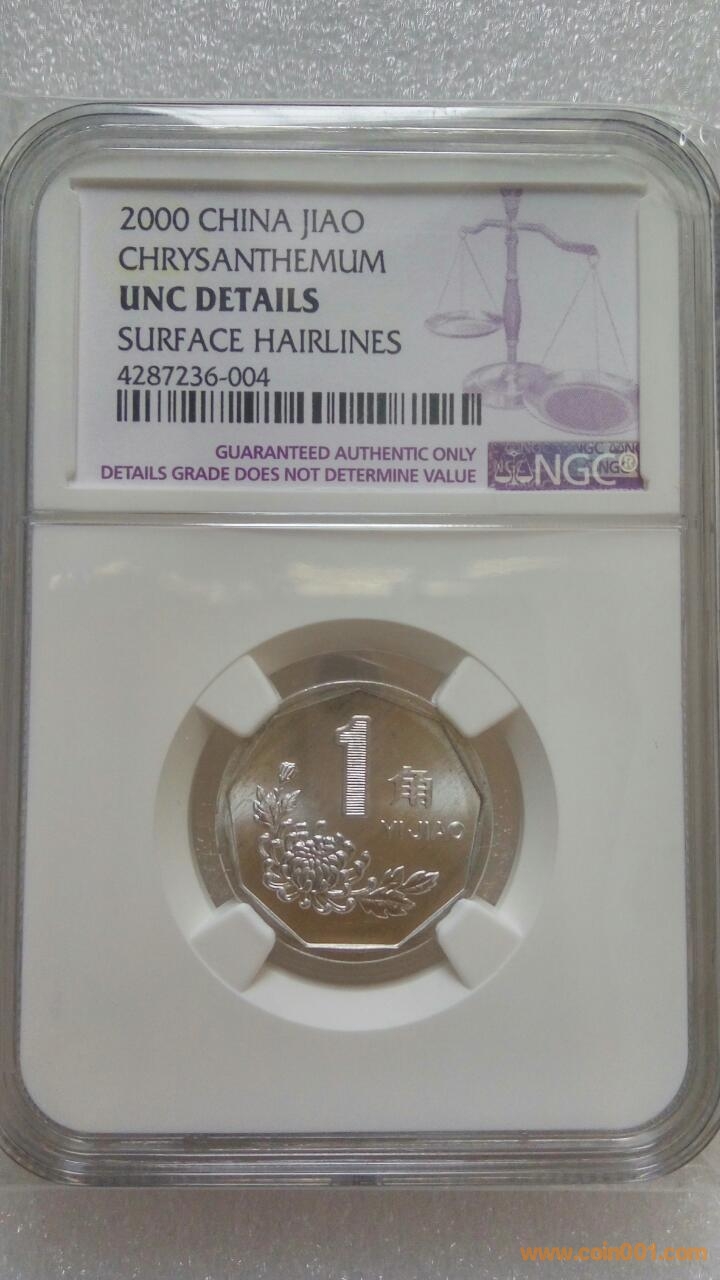 2000 CHINA JIAO
CHRYSANTHEMUM
UNC DETAILS
SURFACE HAIRLINES
4287236-004
GUARANTEED AUTHENTIC ONLY
DETAILS GRADE DOES NOT DETERMINE VALUE
NGC®
1
角
YI JIAO
www.coin001.com